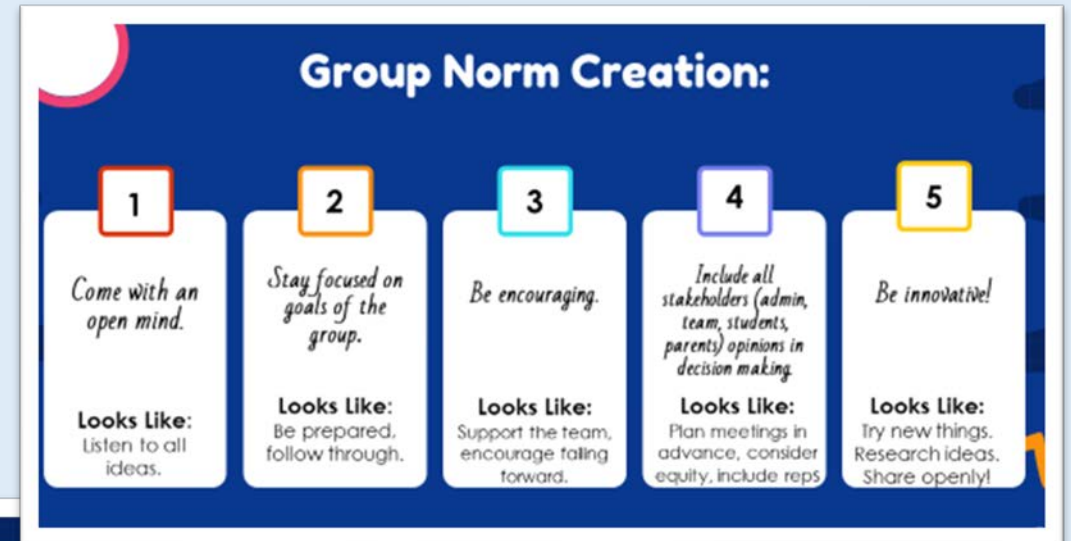 Group Norm Creation:
1
Come with an
open mind.
Looks Like:
Listen to all
ideas.
2
Stay focused on
goals of the
group.
Looks Like:
Be prepared,
follow through.
3
Be encouraging.
Looks Like:
Support the team,
encourage failing
forward.
4
Include all
stakeholders (admin,
team, students,
parents) opinions in
decision making
Looks Like:
Plan meetings in
advance, consider
equity, include reps
5
Be innovative!
Looks Like:
Try new things.
Research ideas.
Share openly!